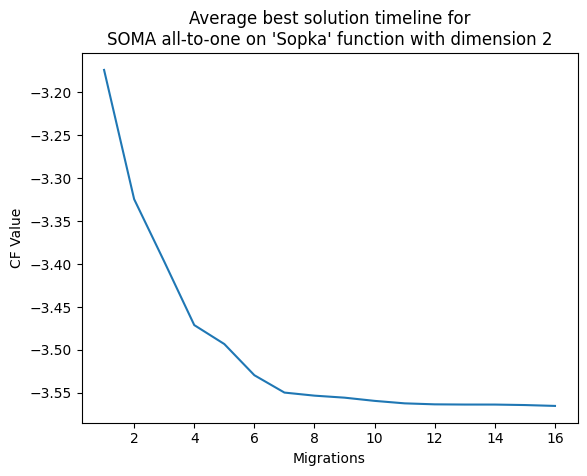 Average best solution timeline for
SOMA all-to-one on 'Sopka' function with dimension 2
CF Value
−3.20
−3.25
−3.30
−3.35
−3.40
−3.45
−3.50
−3.55
2 4 6 8 10 12 14 16
Migrations